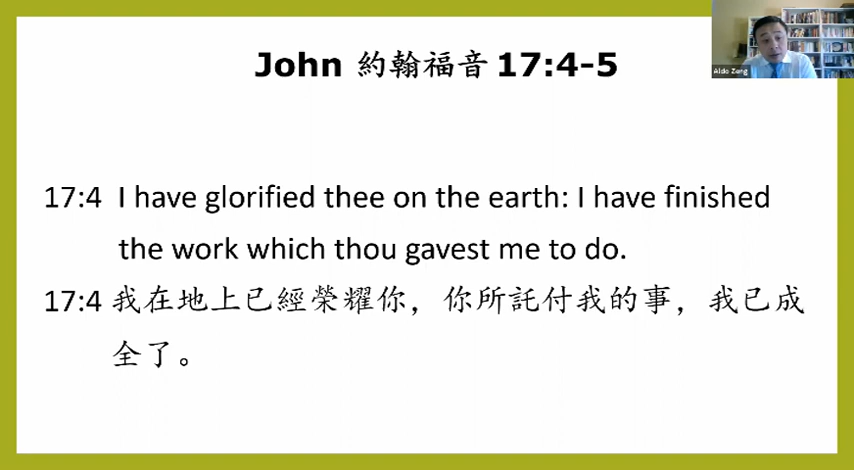 John 約翰福音 17:4-5
Aldo Zeng
17:4 I have glorified thee on the earth: I have finished
the work which thou gavest me to do.
17:4 我在地上已經榮耀你，你所託付我的事，我已成
全了。